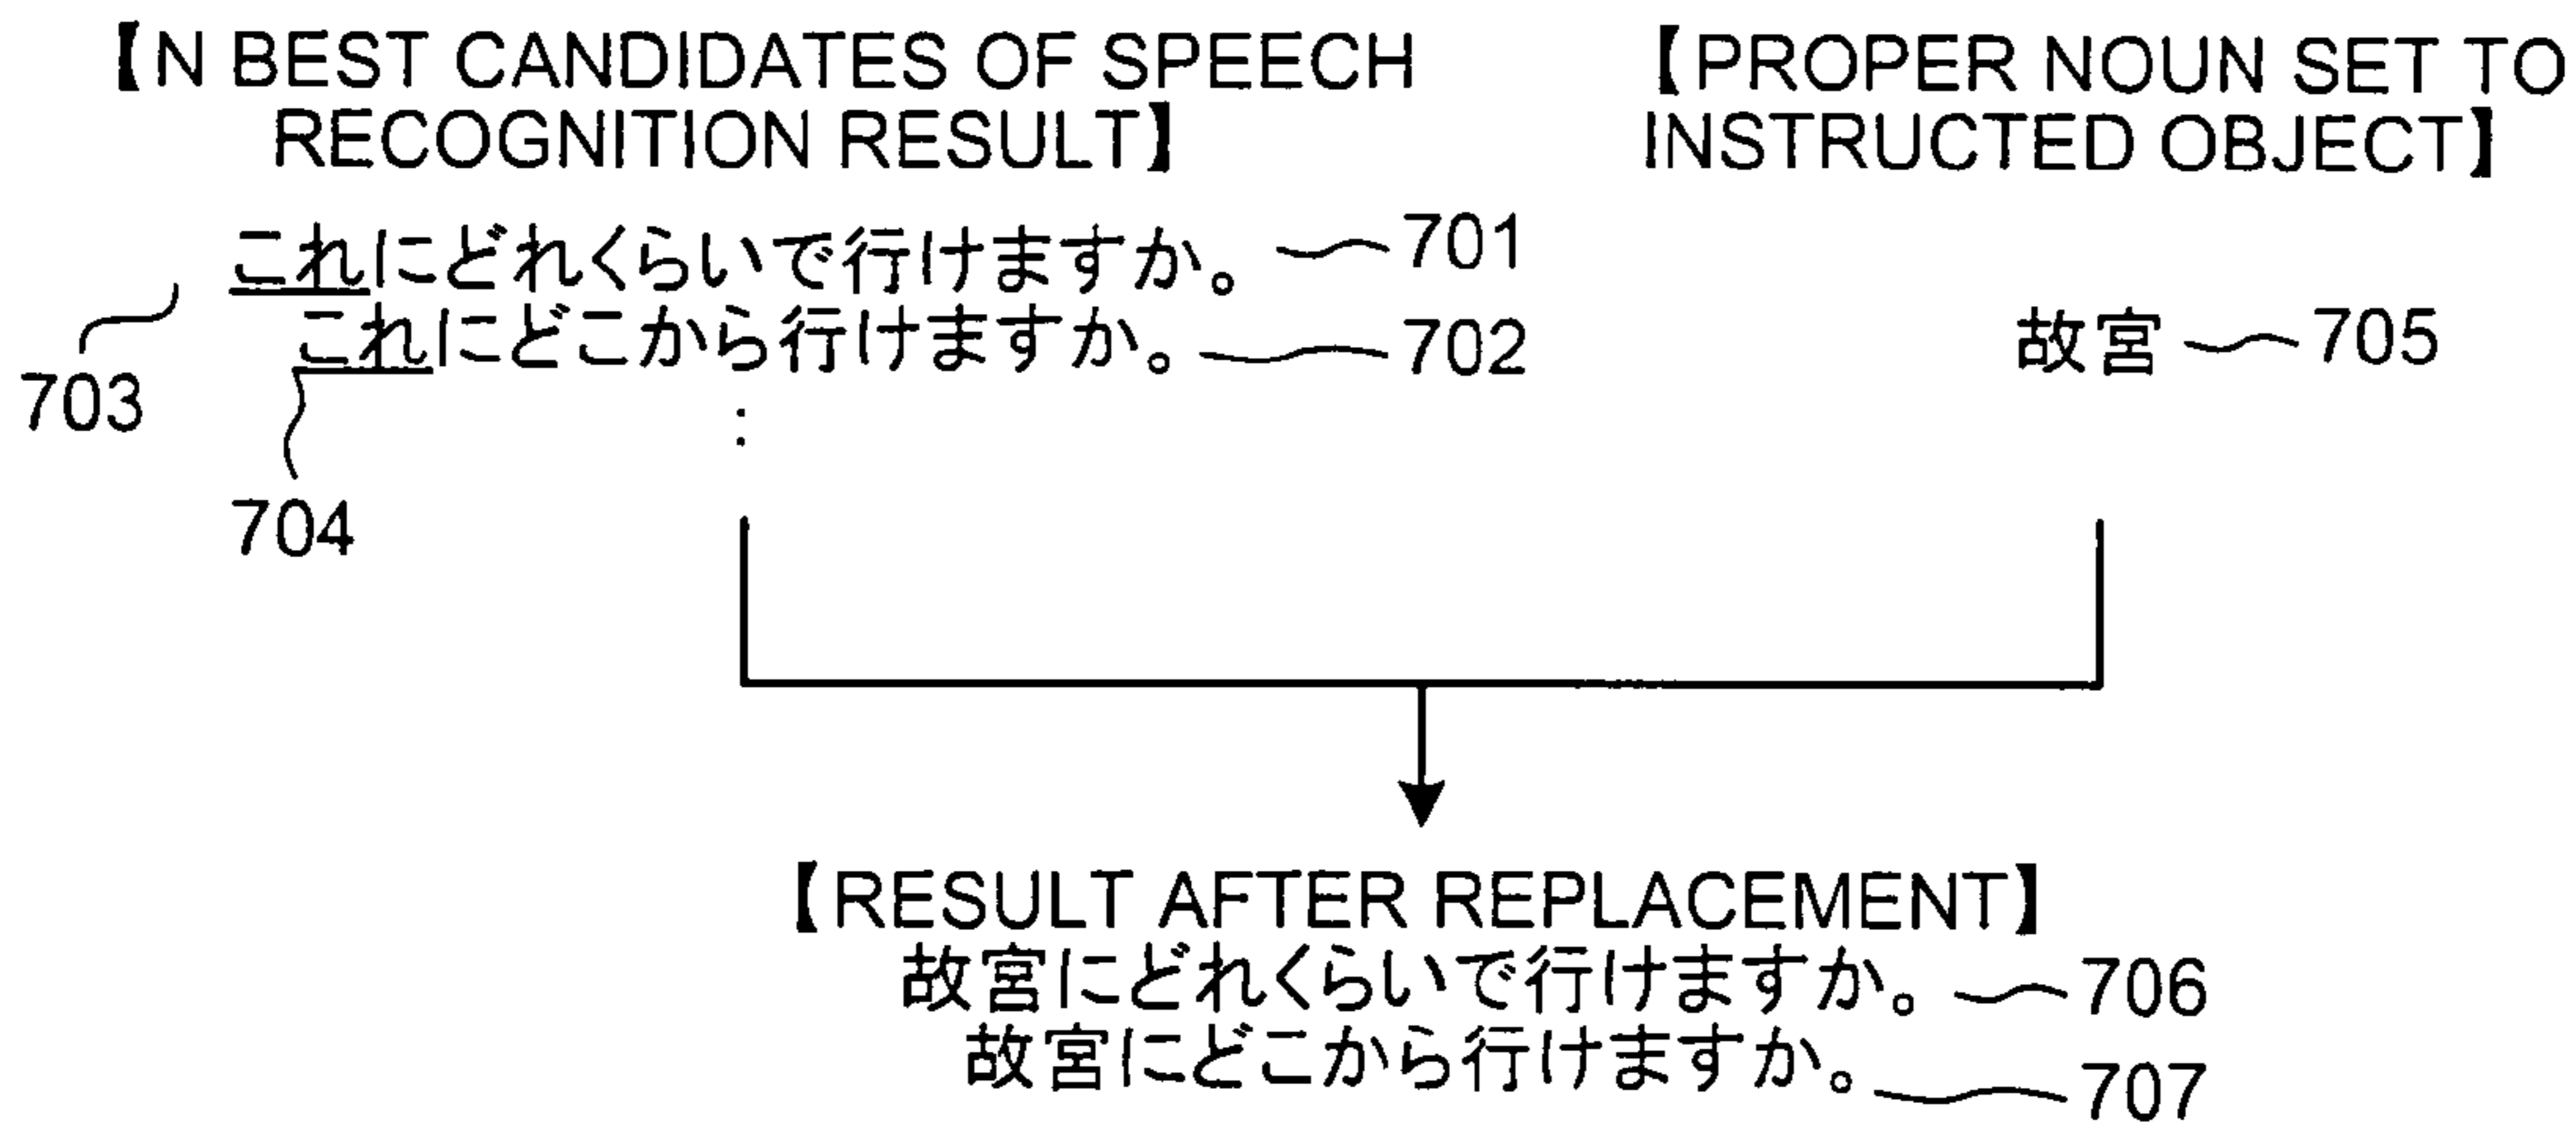 【N BEST CANDIDATES OF SPEECH
RECOGNITION RESULT】
【PROPER NOUN SET TO
INSTRUCTED OBJECT】
これにどれくらいで行けますか。 701
これにどこから行けますか。 702
703
704
故宮 705
【RESULT AFTER REPLACEMENT】
故宮にどれくらいで行けますか。 706
故宮にどこから行けますか。 707